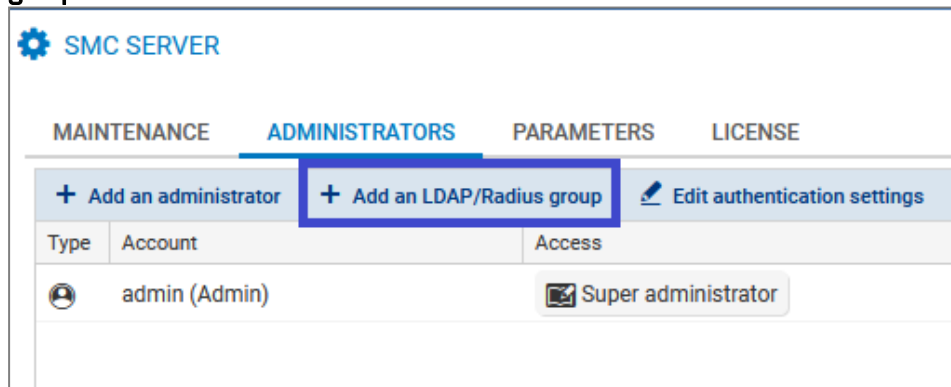 SMC SERVER
MAINTENANCE ADMINISTRATORS PARAMETERS LICENSE
+ Add an administrator + Add an LDAP/Radius group Edit authentication settings
Type Account Access
admin (Admin) Super administrator